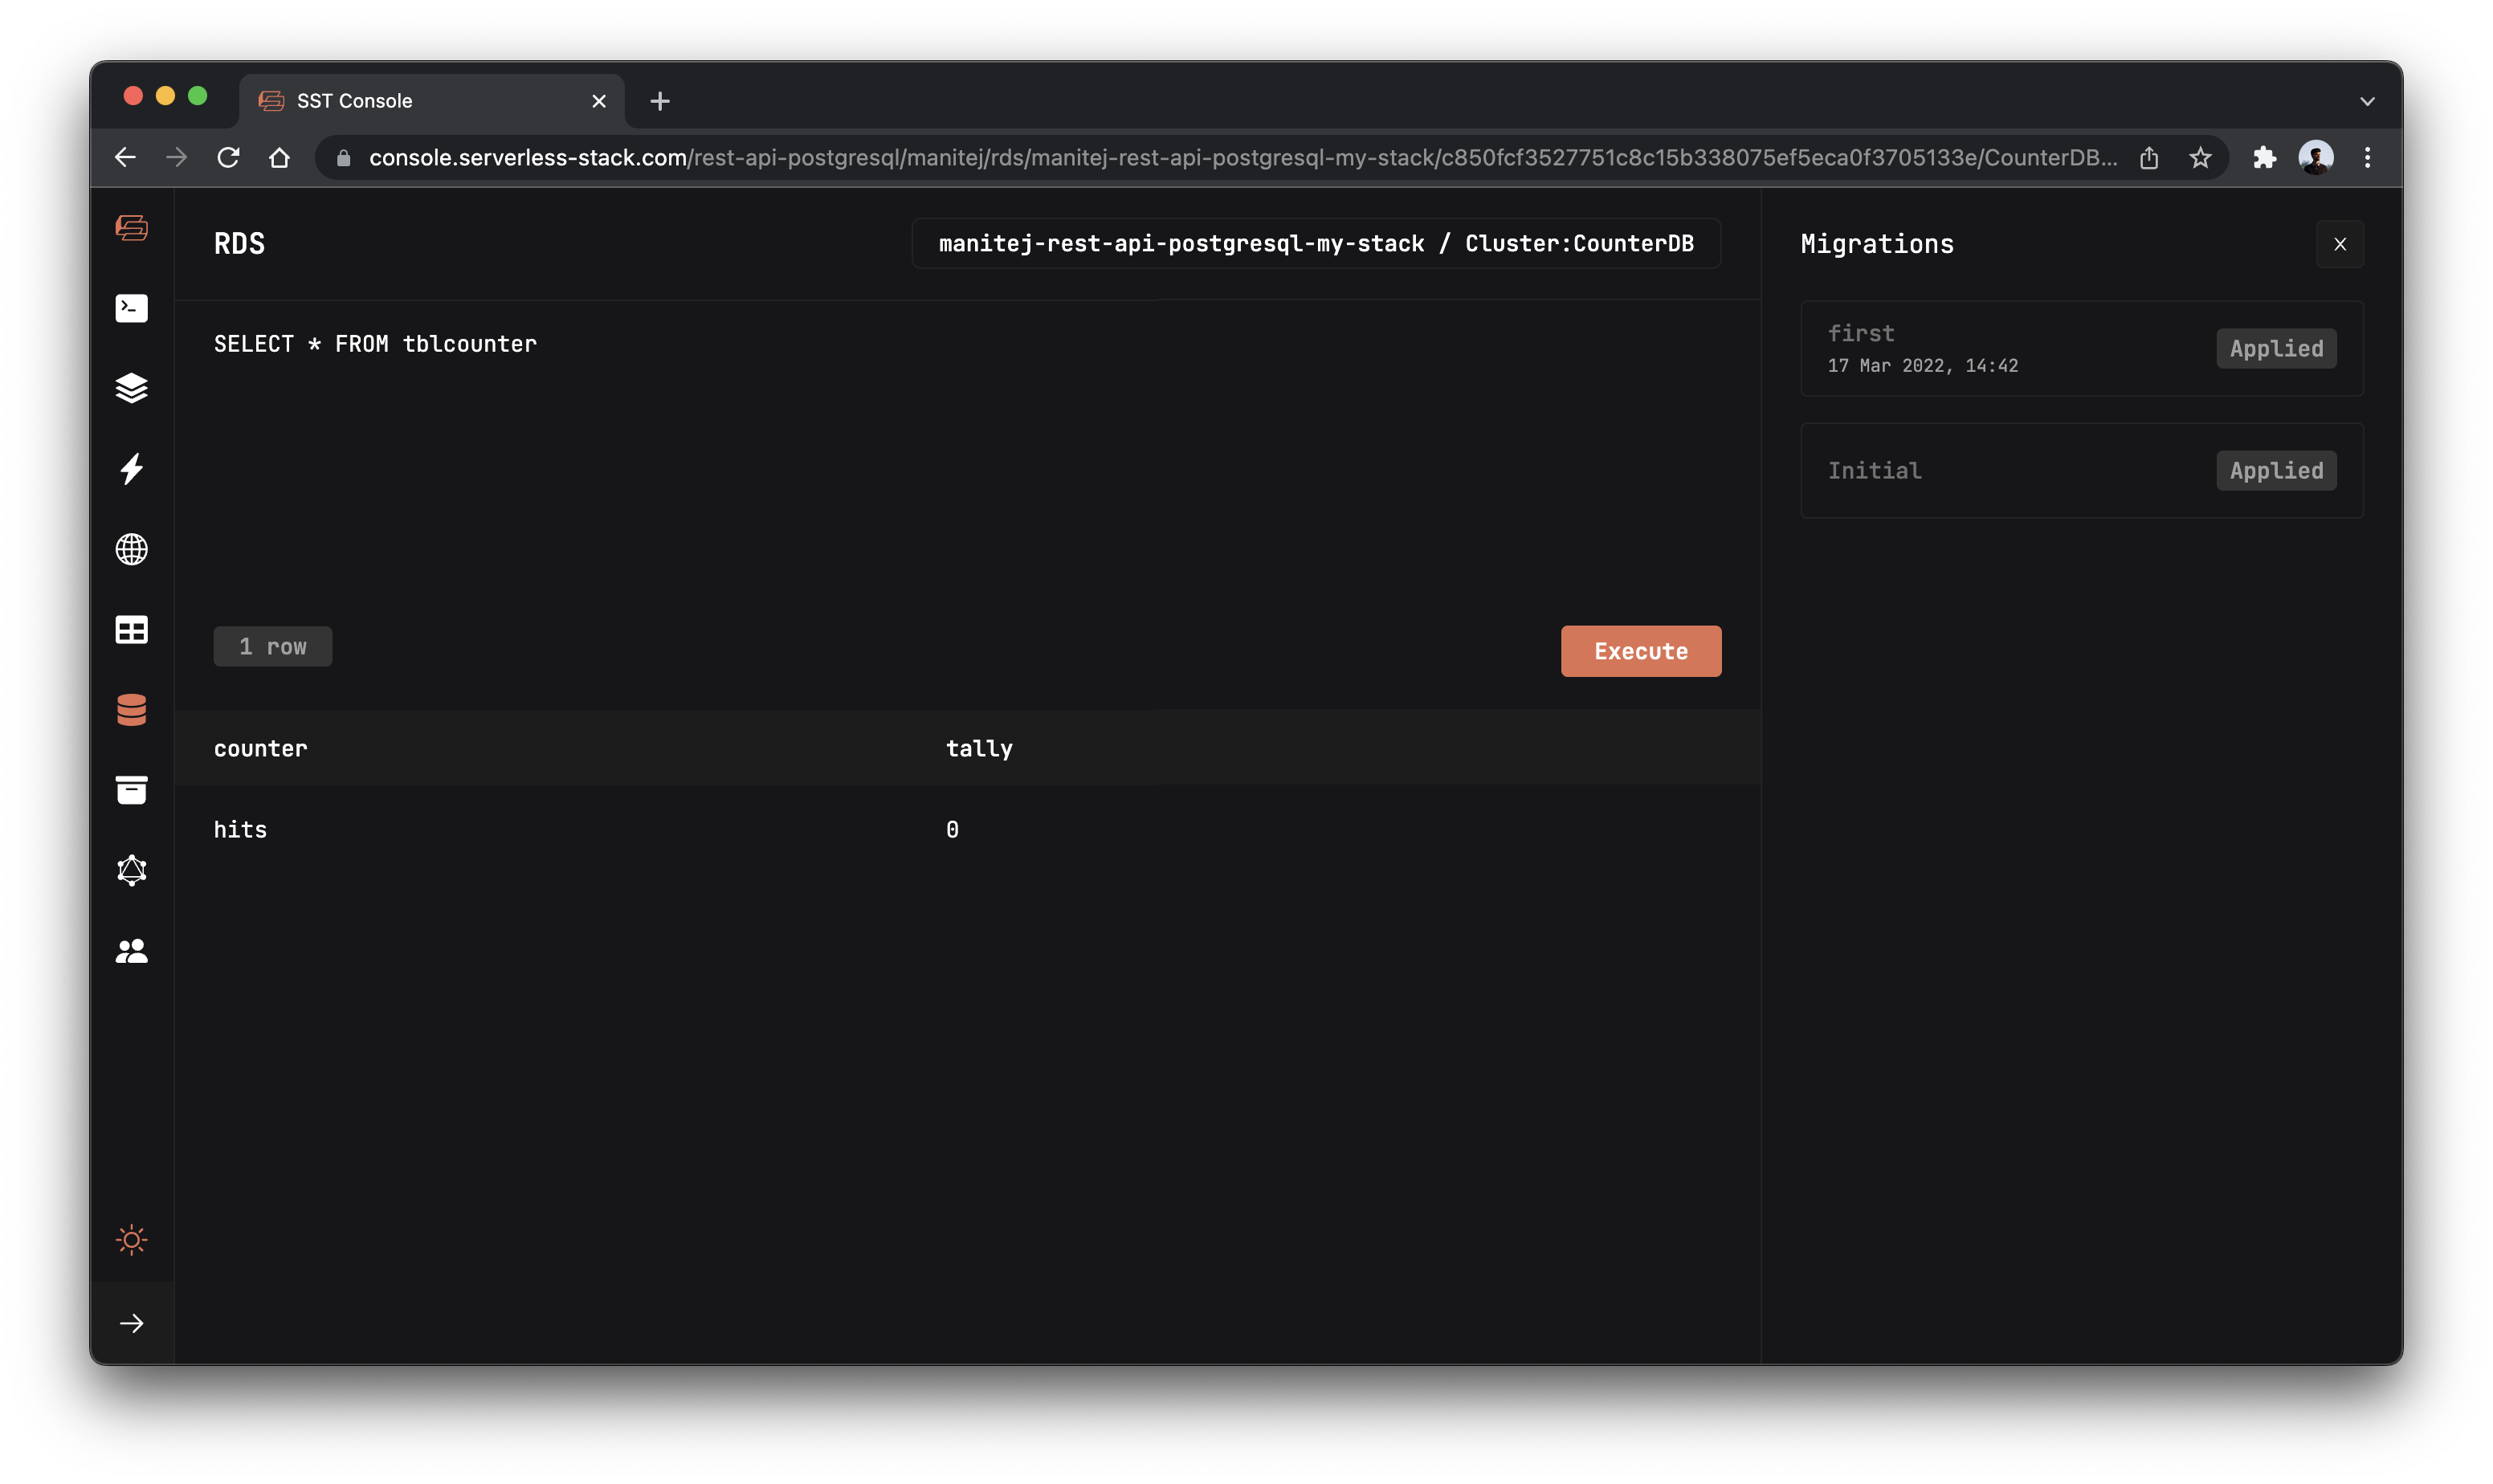 SST Console
console.serverless-stack.com/rest-api-postgresql/manitej/rds/manitej-rest-api-postgresql-my-stack/c850fcf3527751c8c15b338075ef5eca0f3705133e/CounterDB...
RDS
manitej-rest-api-postgresql-my-stack / Cluster:CounterDB
SELECT * FROM tblcounter
1 row
Execute
counter tally
hits 0
Migrations
X
first
17 Mar 2022, 14:42
Applied
Initial
Applied